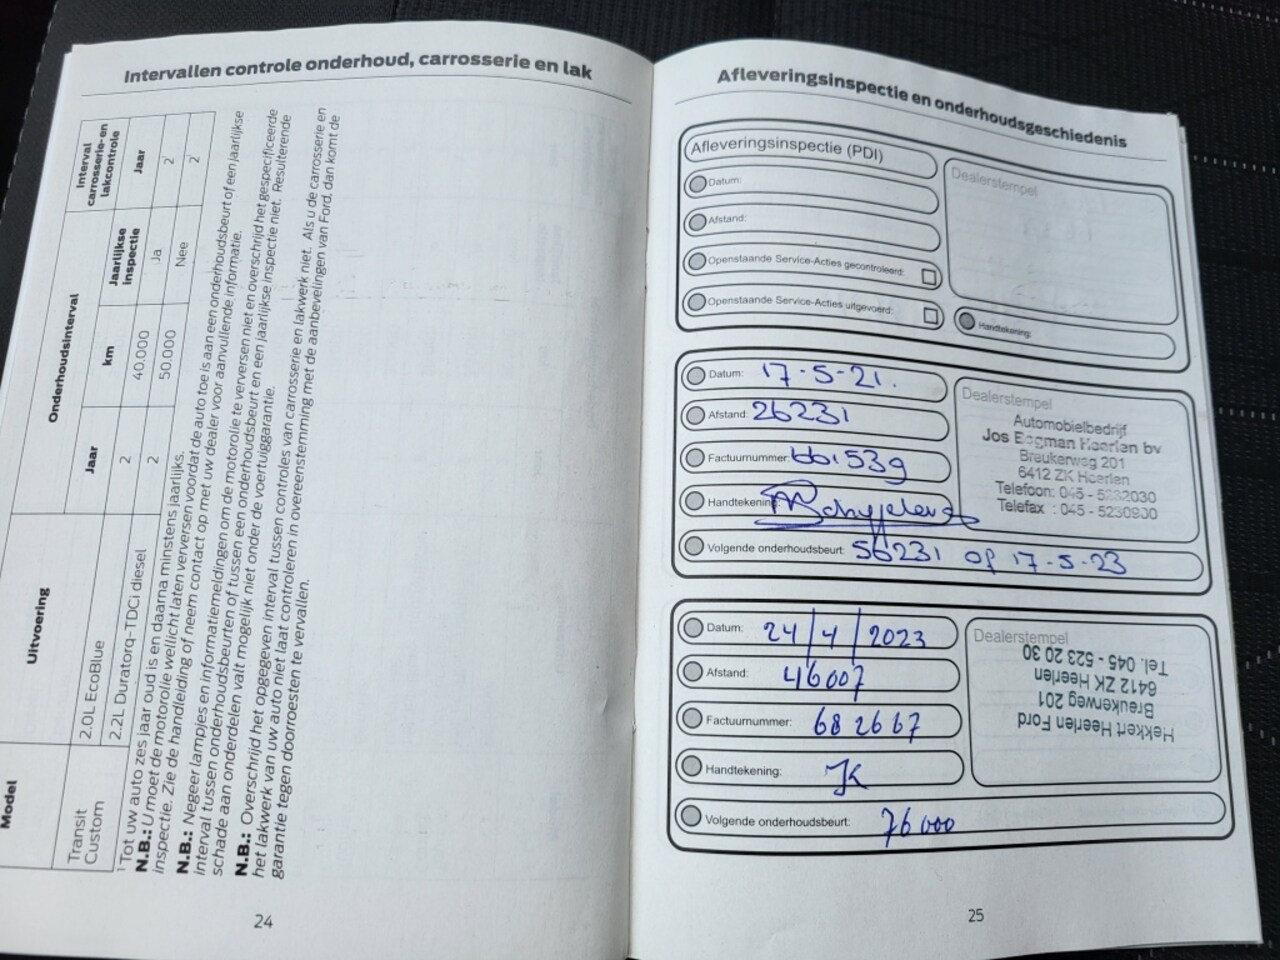 Intervallen controle onderhoud, carrosserie en lak
Model
Uitvoering
Onderhoudsinterval
Interval carrosserie-en lakcontrole
Jaar
km
Jaarlijkse inspectie
Jaar
Transit Custom
2.0L EcoBlue
2
40.000
Ja
2
2.2L Duratorq-TDCi diesel
2
50.000
Nee
2
¹ Tot uw auto zes jaar oud is en daarna minstens jaarlijks.
N.B.: U moet de motorolie wellicht laten verversen voordat de auto toe is aan een onderhoudsbeurt of een jaarlijkse
inspectie. Zie de handleiding of neem contact op met uw dealer voor aanvullende informatie.
N.B.: Negeer lampjes en informatiemeldingen om de motorolie te verversen niet en overschrijd het gespecificeerde
interval tussen onderhoudsbeurten of tussen een onderhoudsbeurt en een jaarlijkse inspectie niet. Resulterende
schade aan onderdelen valt mogelijk niet onder de voertuiggarantie.
N.B.: Overschrijd het opgegeven interval tussen controles van carrosserie en lakwerk niet. Als u de carrosserie en
het lakwerk van uw auto niet laat controleren in overeenstemming met de aanbevelingen van Ford, dan komt de
garantie tegen doorroesten te vervallen.
24
Afleveringsinspectie en onderhoudsgeschiedenis
Afleveringsinspectie (PDI)
Dealerstempel
Datum:
Afstand:
Openstaande Service-Acties gecontroleerd:
Openstaande Service-Acties uitgevoerd:
Handtekening:
Datum: 17-5-21.
Afstand: 26231
Factuurnummer: 661539
Handtekening:
Volgende onderhoudsbeurt: 56231 op 17-5-23
Dealerstempel
Automobielbedrijf
Jos Bogman Heerlen bv
Breukerweg 201
6412 ZK Heerlen
Telefoon: 045 - 5232030
Telefax : 045 - 5230930
Datum: 24/4/2023
Afstand: 46007
Factuurnummer: 682667
Handtekening: JK
Volgende onderhoudsbeurt: 76000
Dealerstempel
Hekkert Heerlen Ford
Breukerweg 201
6412 ZK Heerlen
Tel. 045 - 523 20 30
25